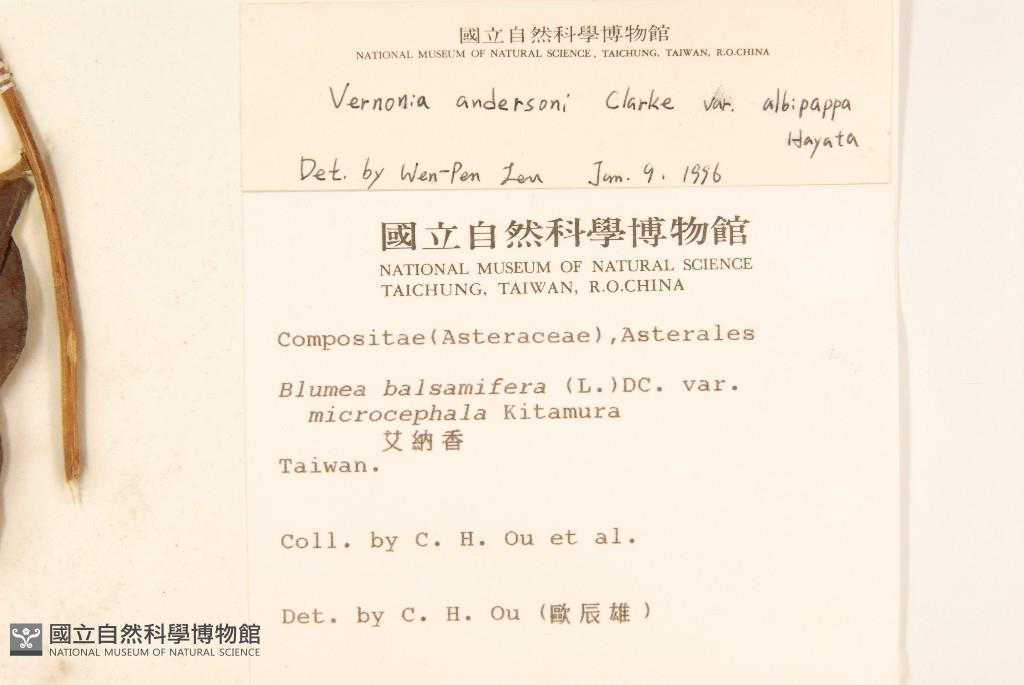 國立自然科學博物館
NATIONAL MUSEUM OF NATURAL SCIENCE, TAICHUNG, TAIWAN, R.O.CHINA
Vernonia andersoni Clarke var. albipappa
Hayata
Det. by Wen-Pen Leu Jan. 9. 1996
國立自然科學博物館
NATIONAL MUSEUM OF NATURAL SCIENCE
TAICHUNG, TAIWAN, R.O.CHINA
Compositae(Asteraceae),Asterales
Blumea balsamifera (L.)DC. var.
microcephala Kitamura
艾納香
Taiwan.
Coll. by C. H. Ou et al.
Det. by C. H. Ou (歐辰雄)
國立自然科學博物館
NATIONAL MUSEUM OF NATURAL SCIENCE